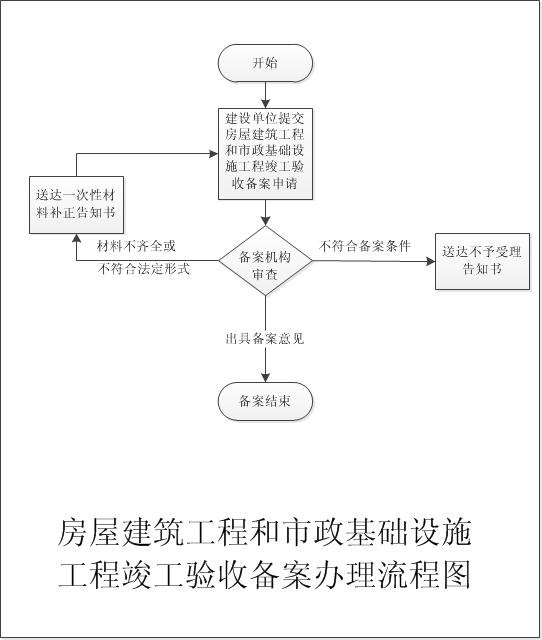 开始
建设单位提交
房屋建筑工程
和市政基础设
施工程竣工验
收备案申请
送达一次性材
料补正告知书
材料不齐全或
不符合法定形式
备案机构
审查
不符合备案条件
送达不予受理
告知书
出具备案意见
备案结束
房屋建筑工程和市政基础设施
工程竣工验收备案办理流程图